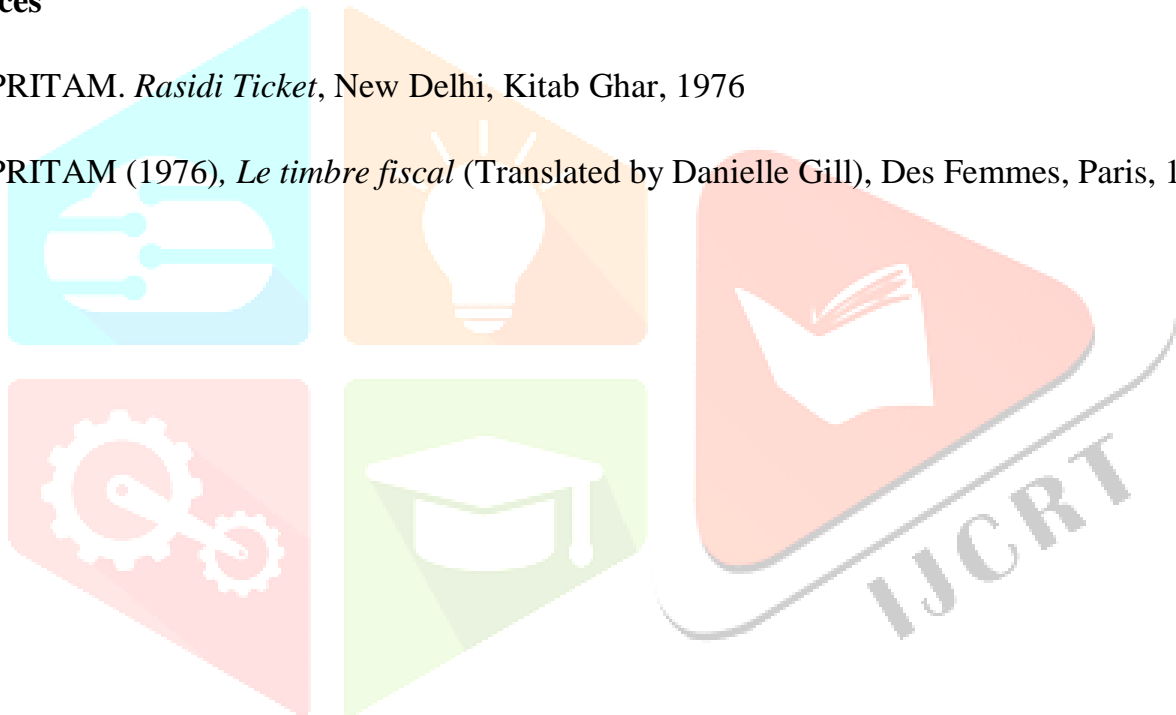 ces
PRITAM. Rasidi Ticket, New Delhi, Kitab Ghar, 1976
PRITAM (1976), Le timbre fiscal (Translated by Danielle Gill), Des Femmes, Paris, 1
IJCRT